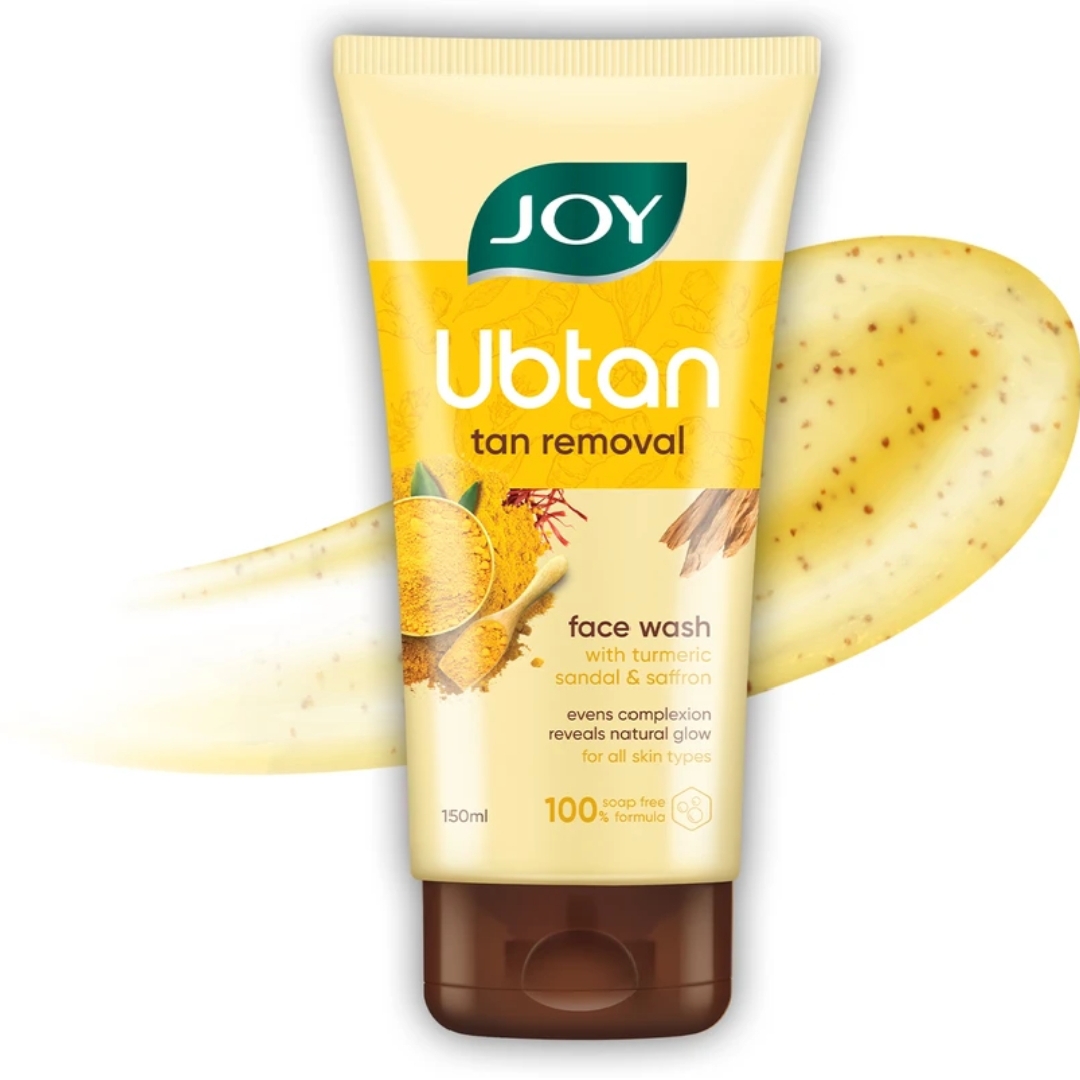 JOY
Ubtan
tan removal
face wash
with turmeric
sandal & saffron
evens complexion
reveals natural glow
for all skin types
150ml
100% soap free
formula